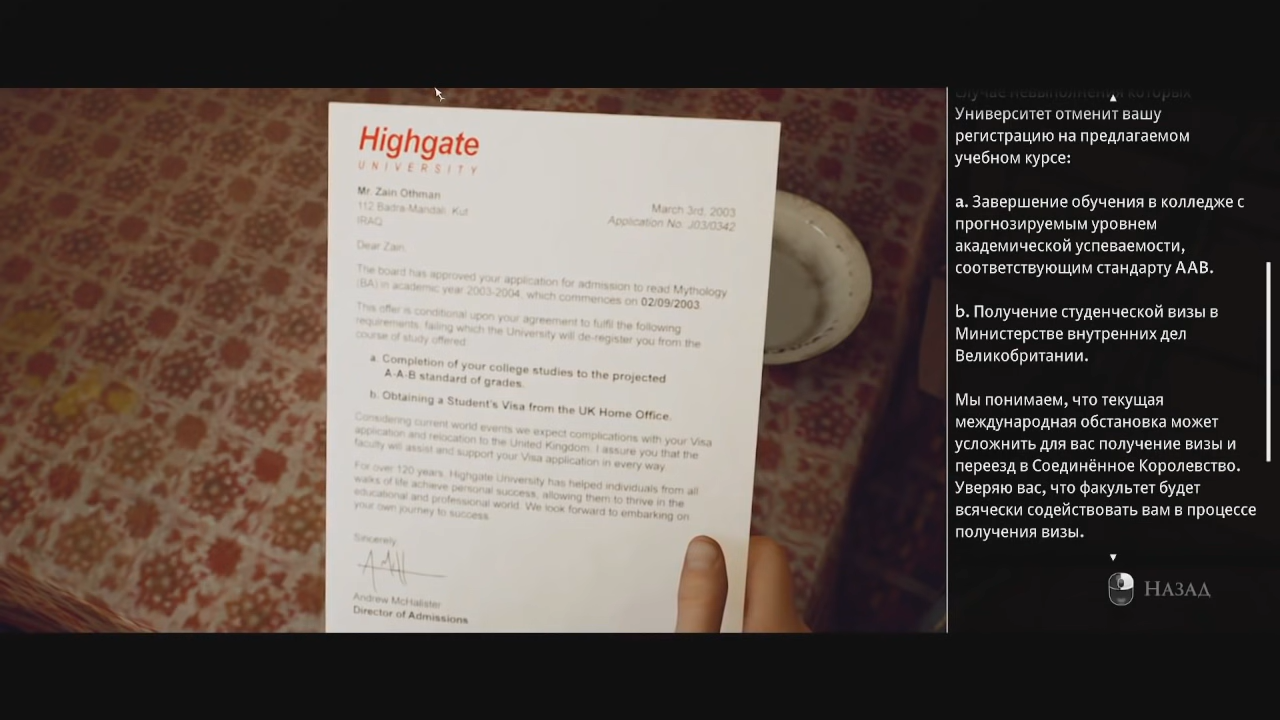 Highgate
UNIVERSITY
Mr. Zain Othman
112 Badra-Mandali, Kut
IRAQ
March 3rd, 2003
Application No. J03/0342
Dear Zain,
The board has approved your application for admission to read Mythology
(BA) in academic year 2003-2004, which commences on 02/09/2003.
This offer is conditional upon your agreement to fulfil the following
requirements, failing which the University will de-register you from the
course of study offered
a. Completion of your college studies to the projected
A-A-B standard of grades.
b. Obtaining a Student's Visa from the UK Home Office.
Considering current world events we expect complications with your Visa
application and relocation to the United Kingdom. I assure you that the
faculty will assist and support your Visa application in every way.
For over 120 years, Highgate University has helped individuals from all
walks of life achieve personal success, allowing them to thrive in the
educational and professional world. We look forward to embarking on
your own journey to success.
Sincerely
Andrew McHalister
Director of Admissions
случае невыполнения которых
Университет отменит вашу
регистрацию на предлагаемом
учебном курсе:
a. Завершение обучения в колледже с
прогнозируемым уровнем
академической успеваемости,
соответствующим стандарту ААВ.
b. Получение студенческой визы в
Министерстве внутренних дел
Великобритании.
Мы понимаем, что текущая
международная обстановка может
усложнить для вас получение визы и
переезд в Соединённое Королевство.
Уверяю вас, что факультет будет
всячески содействовать вам в процессе
получения визы.
Назад